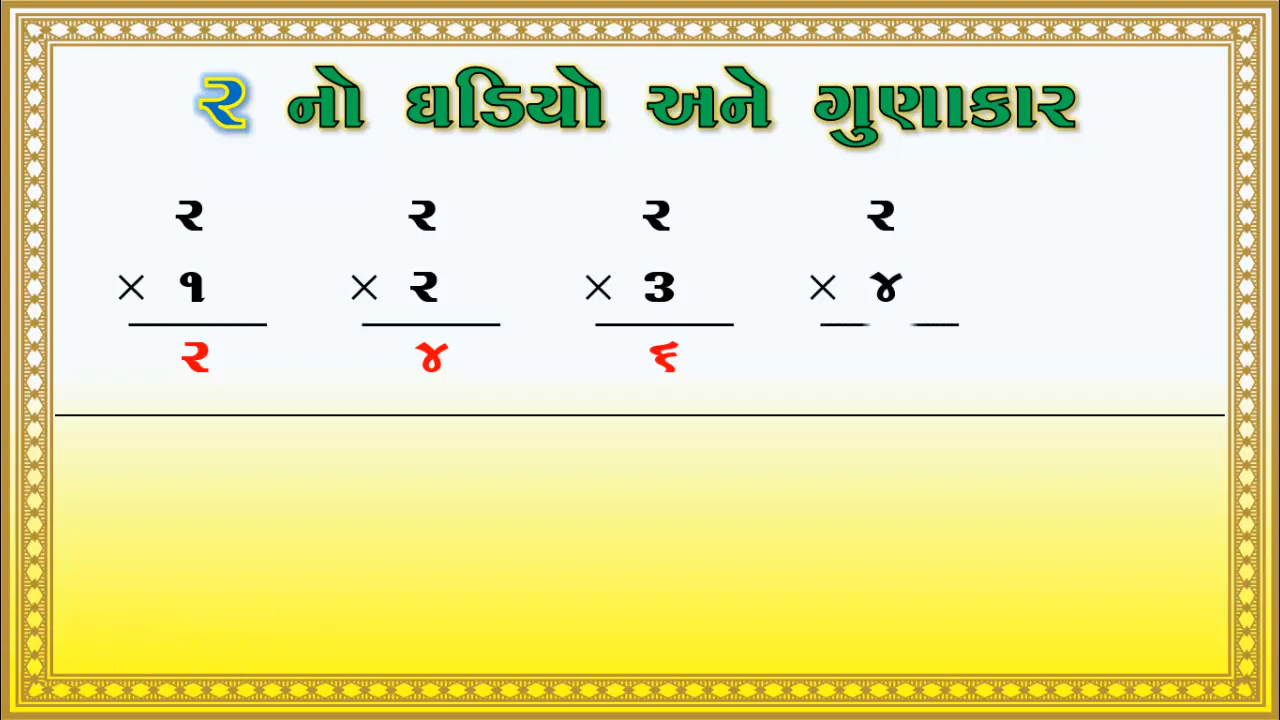 ૨ નો ઘડિયો અને ગુણાકાર
૨ ૨ ૨ ૨
× ૧ × ૨ × ૩ × ૪
૨ ૪ ૬